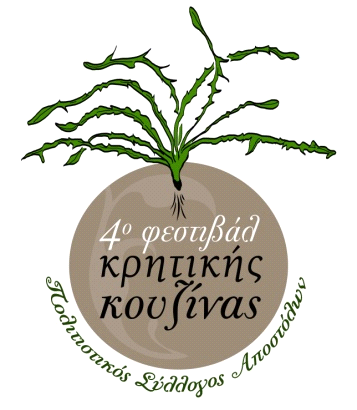 4ο φεστιβάλ
κρητικής
κουζίνας
Πολιτιστικός Σύλλογος Αποστόλων